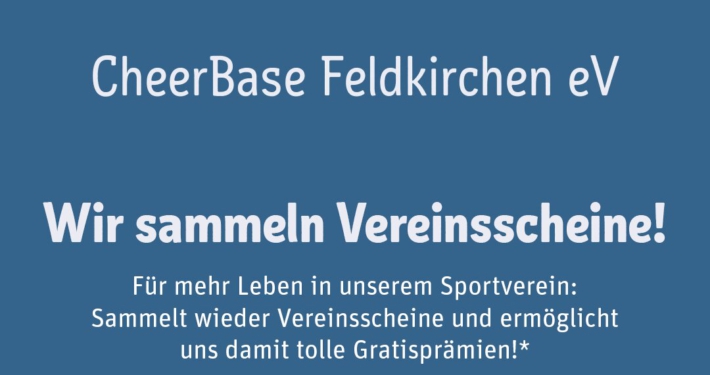 CheerBase Feldkirchen eV
Wir sammeln Vereinsscheine!
Für mehr Leben in unserem Sportverein:
Sammelt wieder Vereinsscheine und ermöglicht
uns damit tolle Gratisprämien!*